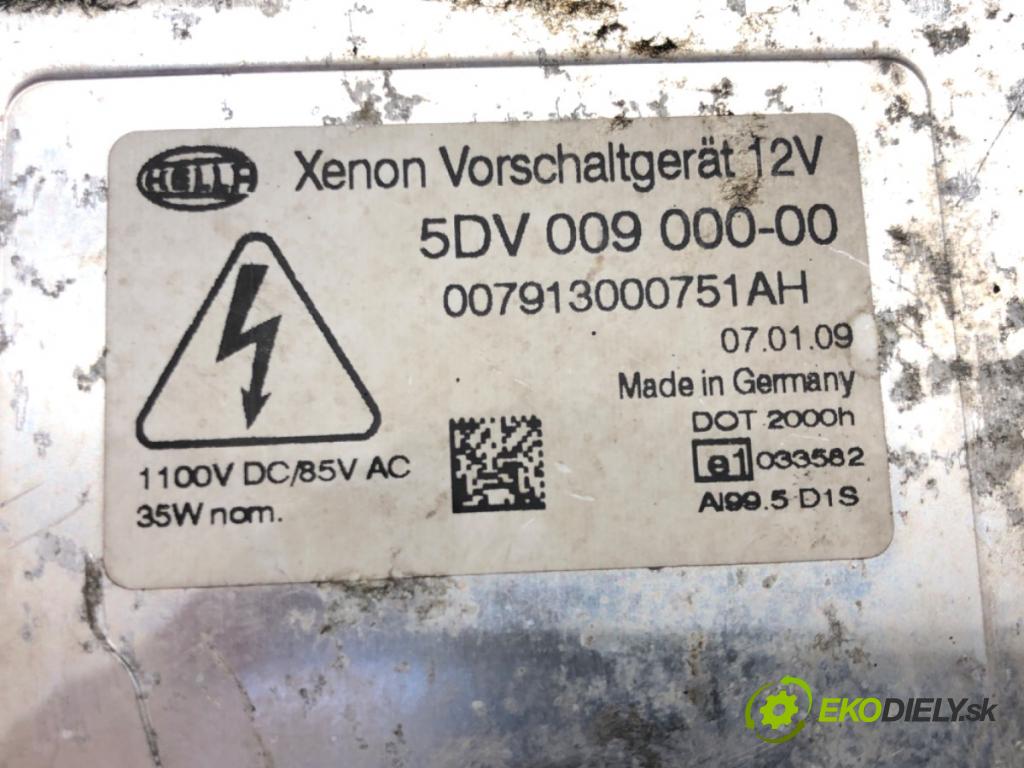 HELLA
Xenon Vorschaltgerät 12V
5DV 009 000-00
007913000751AH
07.01.09
Made in Germany
DOT 2000h
e1 033582
Al99.5 D1S
1100V DC/85V AC
35W nom.
EKODIELY.sk